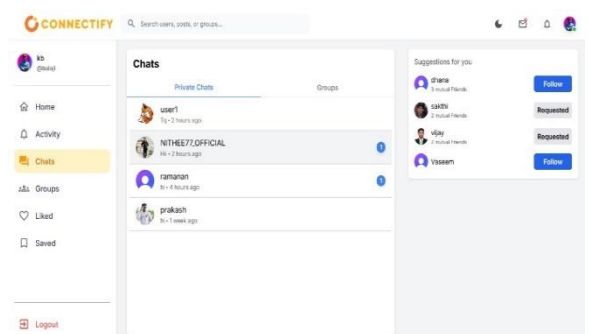 CONNECTIFY
Search users, posts, or groups...
kb
Home
Activity
Chats
Groups
Liked
Saved
Logout
Chats
Private Chats
Groups
user1
Tq • 2 hours ago
NITHEE77_OFFICIAL
Hi • 2 hours ago
1
ramanan
hi • 4 hours ago
1
prakash
hi • 1 week ago
Suggestions for you
dhana
3 mutual friends
Follow
sakthi
2 mutual friends
Requested
vijay
2 mutual friends
Requested
Vaseem
Follow